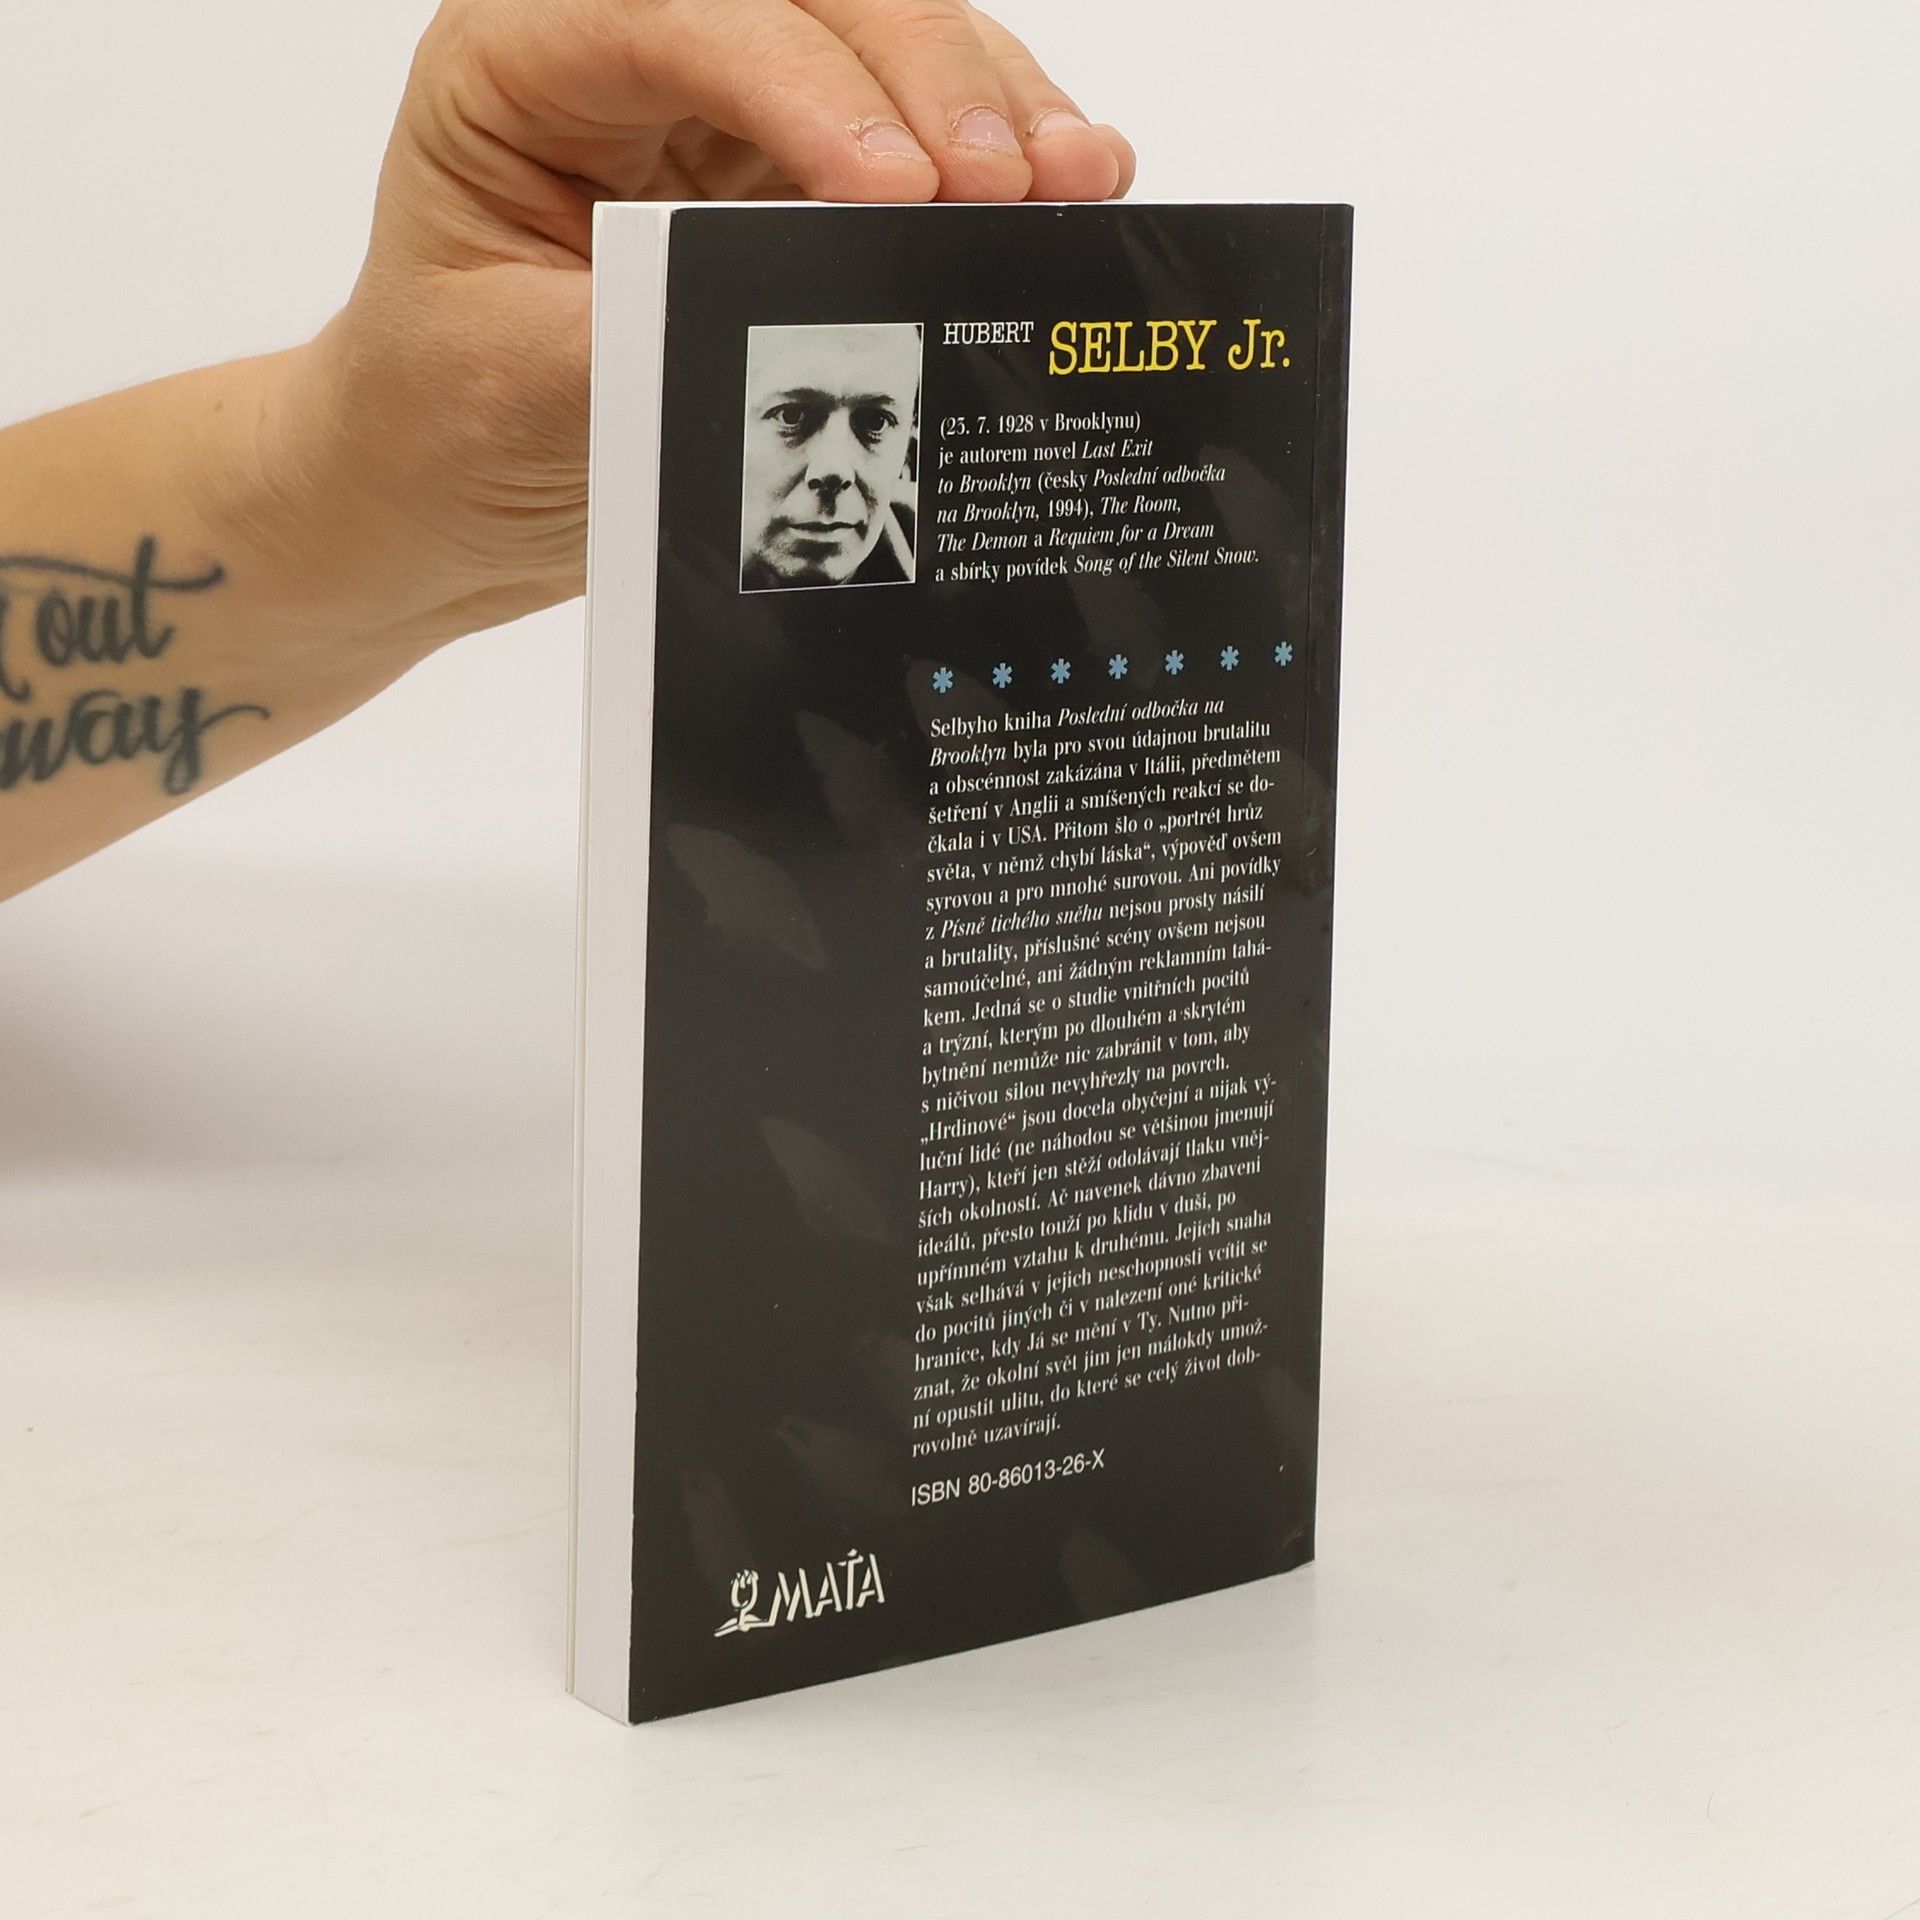 out
way
HUBERT SELBY Jr.
(23. 7. 1928 v Brooklynu)
je autorem novel Last Exit
to Brooklyn (česky Poslední odbočka
na Brooklyn, 1994), The Room,
The Demon a Requiem for a Dream
a sbírky povídek Song of the Silent Snow.
* * * * * * *
Selbyho kniha Poslední odbočka na
Brooklyn byla pro svou údajnou brutalitu
a obscénnost zakázána v Itálii, předmětem
šetření v Anglii a smíšených reakcí se do-
čkala i v USA. Přitom šlo o „portrét hrůz
světa, v němž chybí láska“, výpověď ovšem
syrovou a pro mnohé surovou. Ani povídky
z Písně tichého sněhu nejsou prosty násilí
a brutality, příslušné scény ovšem nejsou
samoúčelné, ani žádným reklamním tahá-
kem. Jedná se o studie vnitřních pocitů
a trýzní, kterým po dlouhém a skrytém
bytnění nemůže nic zabránit v tom, aby
s ničivou silou nevyhřezly na povrch.
„Hrdinové“ jsou docela obyčejní a nijak vý-
luční lidé (ne náhodou se většinou jmenují
Harry), kteří jen stěží odolávají tlaku vněj-
ších okolností. Ač navenek dávno zbaveni
ideálů, přesto touží po klidu v duši, po
upřímném vztahu k druhému. Jejich snaha
však selhává v jejich neschopnosti vcítit se
do pocitů jiných či v nalezení oné kritické
hranice, kdy Já se mění v Ty. Nutno při-
znat, že okolní svět jim jen málokdy umož-
ní opustit ulitu, do které se celý život dob-
rovolně uzavírají.
ISBN 80-86013-26-X
MAŤA